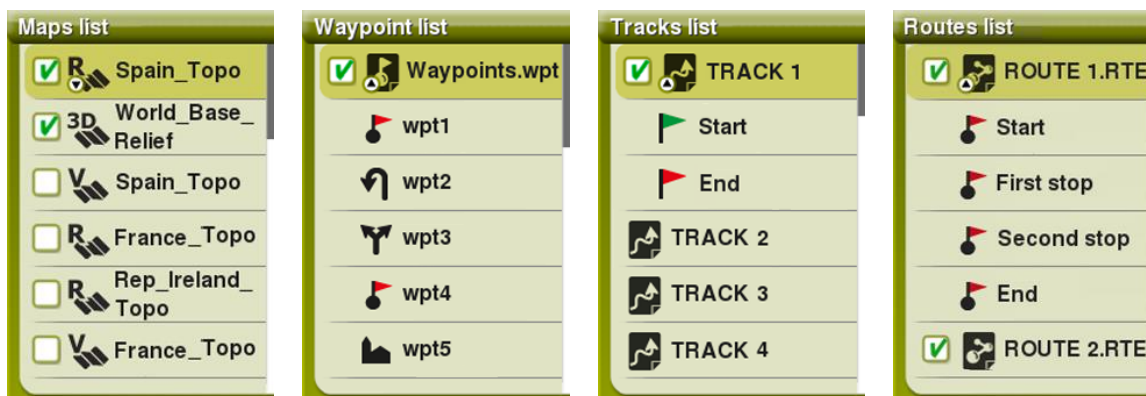 Maps list
R Spain_Topo
3D World_Base_
Relief
V Spain_Topo
R France_Topo
R Rep_Ireland_
Topo
V France_Topo
Waypoint list
Waypoints.wpt
wpt1
wpt2
wpt3
wpt4
wpt5
Tracks list
TRACK 1
Start
End
TRACK 2
TRACK 3
TRACK 4
Routes list
ROUTE 1.RTE
Start
First stop
Second stop
End
ROUTE 2.RTE